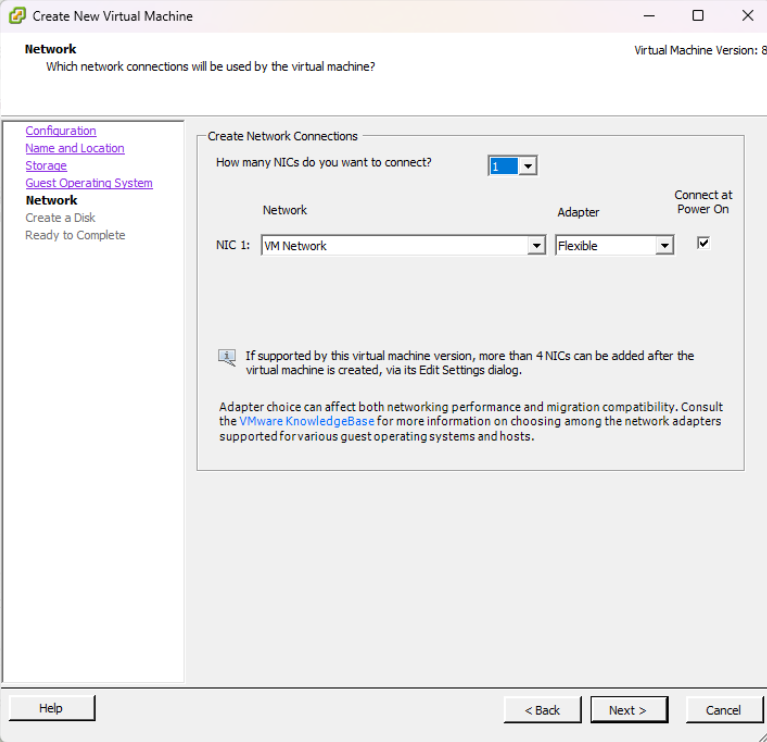 Create New Virtual Machine
Network
Which network connections will be used by the virtual machine?
Virtual Machine Version: 8
Configuration
Name and Location
Storage
Guest Operating System
Network
Create a Disk
Ready to Complete
Create Network Connections
How many NICs do you want to connect?
1
Network
Adapter
Connect at
Power On
NIC 1:
VM Network
Flexible
If supported by this virtual machine version, more than 4 NICs can be added after the
virtual machine is created, via its Edit Settings dialog.
Adapter choice can affect both networking performance and migration compatibility. Consult
the VMware KnowledgeBase for more information on choosing among the network adapters
supported for various guest operating systems and hosts.
Help
< Back
Next >
Cancel